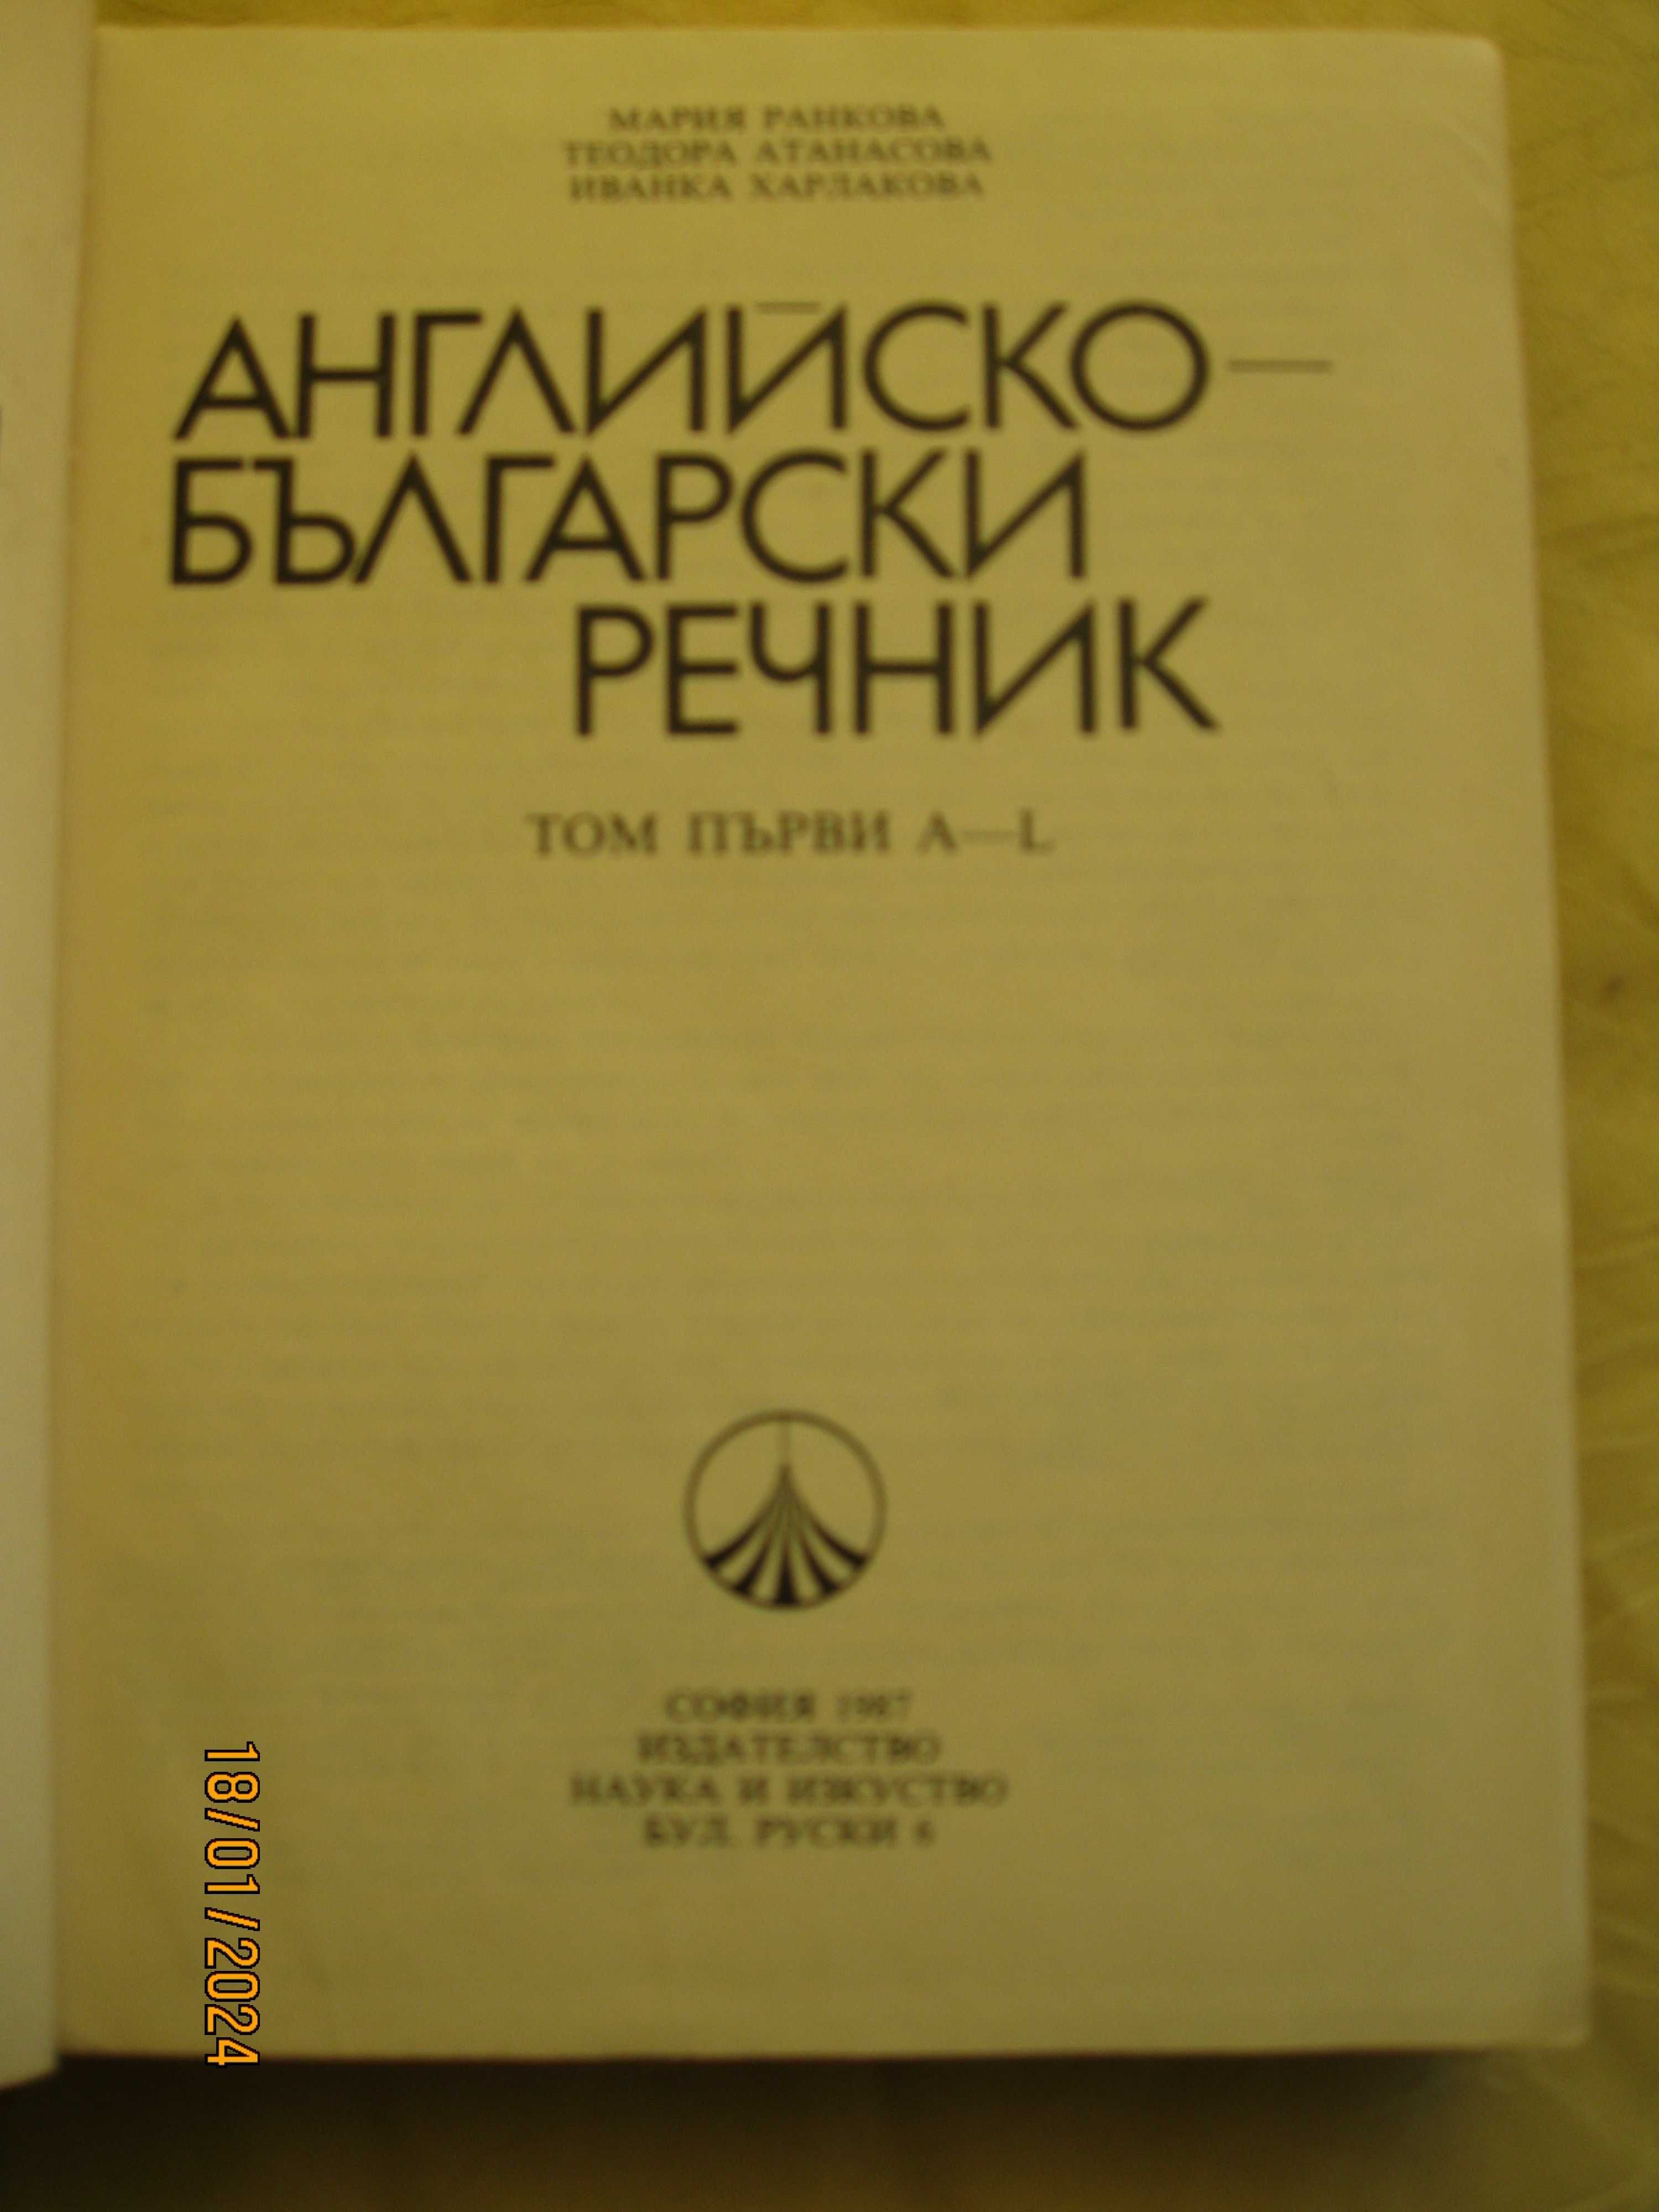 МАРИЯ РАНКОВА
ТЕОДОРА АТАНАСОВА
ИВАНКА ХАРЛАКОВА
АНГЛИЙСКО—
БЪЛГАРСКИ
РЕЧНИК
ТОМ ПЪРВИ A—L
СОФИЯ 1987
ИЗДАТЕЛСТВО
НАУКА И ИЗКУСТВО
БУЛ. РУСКИ 6
18/01/2024